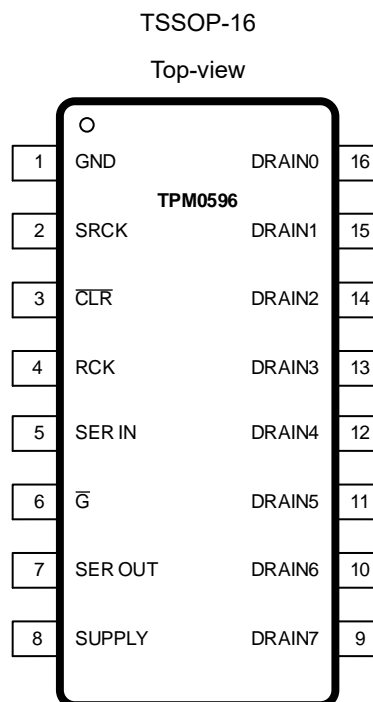 TSSOP-16
Top-view
1 GND DRAIN0 16
TPM0596
2 SRCK DRAIN1 15
3 C̅L̅R̅ DRAIN2 14
4 RCK DRAIN3 13
5 SER IN DRAIN4 12
6 G̅ DRAIN5 11
7 SER OUT DRAIN6 10
8 SUPPLY DRAIN7 9